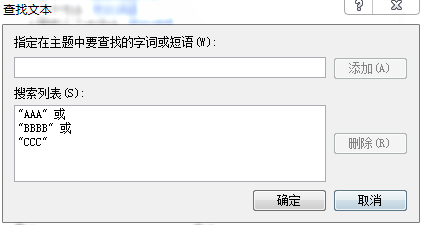 查找文本
指定在主题中要查找的字词或短语(W):
添加(A)
搜索列表(S):
"AAA" 或
"BBBB" 或
"CCC"
删除(R)
确定
取消